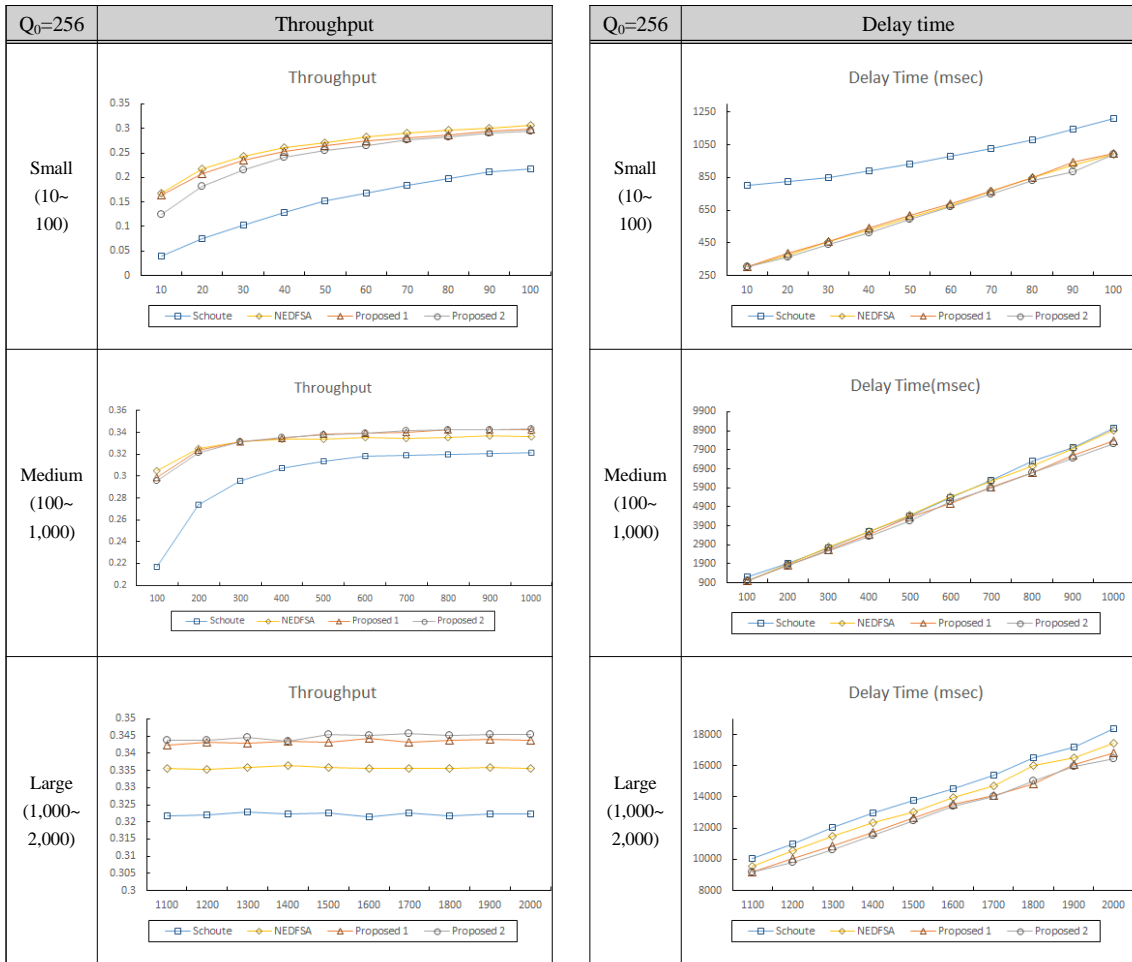 Q₀=256 Throughput
Small
(10~
100)
Throughput
0.35
0.3
0.25
0.2
0.15
0.1
0.05
0
10 20 30 40 50 60 70 80 90 100
Schoute NEDFSA Proposed 1 Proposed 2
Medium
(100~
1,000)
Throughput
0.36
0.34
0.32
0.3
0.28
0.26
0.24
0.22
0.2
100 200 300 400 500 600 700 800 900 1000
Schoute NEDFSA Proposed 1 Proposed 2
Large
(1,000~
2,000)
Throughput
0.35
0.345
0.34
0.335
0.33
0.325
0.32
0.315
0.31
0.305
0.3
1100 1200 1300 1400 1500 1600 1700 1800 1900 2000
Schoute NEDFSA Proposed 1 Proposed 2
Q₀=256 Delay time
Small
(10~
100)
Delay Time (msec)
1250
1050
850
650
450
250
10 20 30 40 50 60 70 80 90 100
Schoute NEDFSA Proposed 1 Proposed 2
Medium
(100~
1,000)
Delay Time(msec)
9900
8900
7900
6900
5900
4900
3900
2900
1900
900
100 200 300 400 500 600 700 800 900 1000
Schoute NEDFSA Proposed 1 Proposed 2
Large
(1,000~
2,000)
Delay Time (msec)
18000
16000
14000
12000
10000
8000
1100 1200 1300 1400 1500 1600 1700 1800 1900 2000
Schoute NEDFSA Proposed 1 Proposed 2